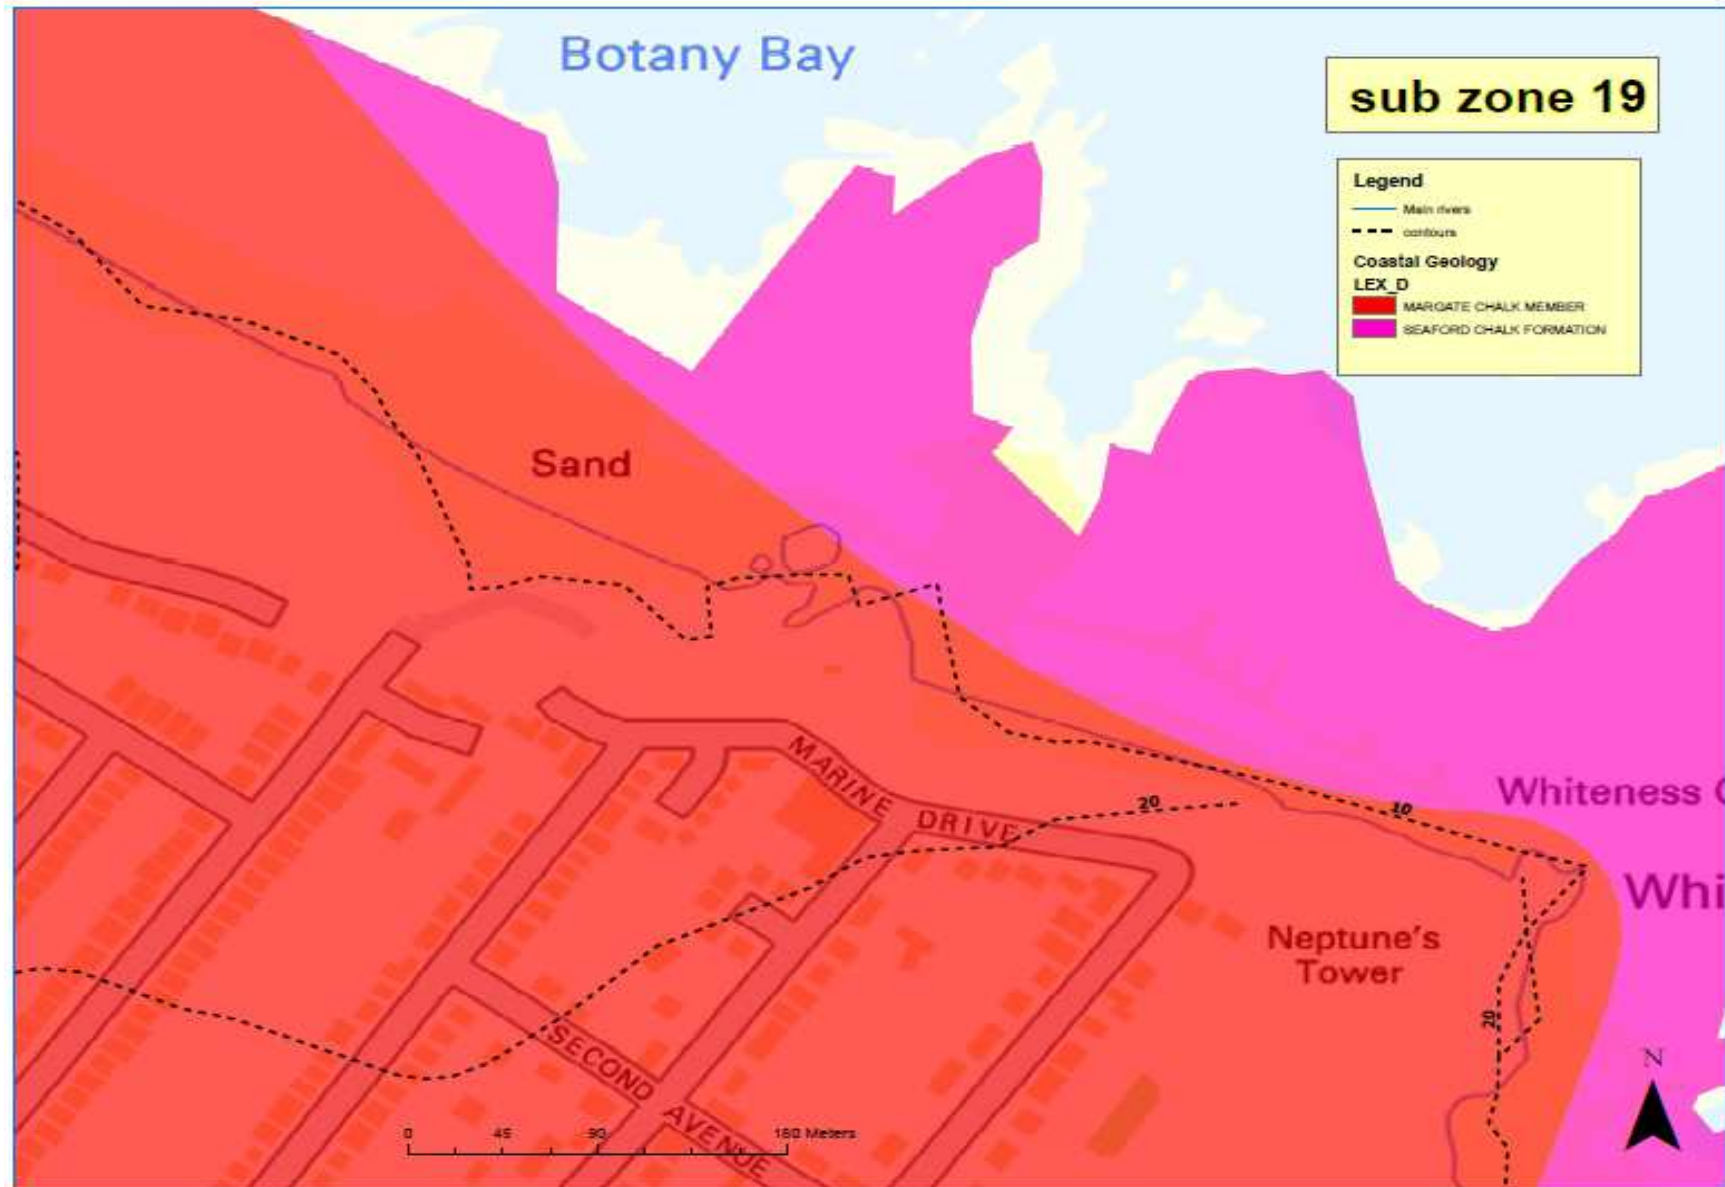 Botany Bay
sub zone 19
Legend
Main rivers
contours
Coastal Geology
LEX_D
MARGATE CHALK MEMBER
SEAFORD CHALK FORMATION
Sand
MARINE DRIVE
20
10
Whiteness
Whi
Neptune's
Tower
20
SECOND AVENUE
N
0 45 90 180 Meters